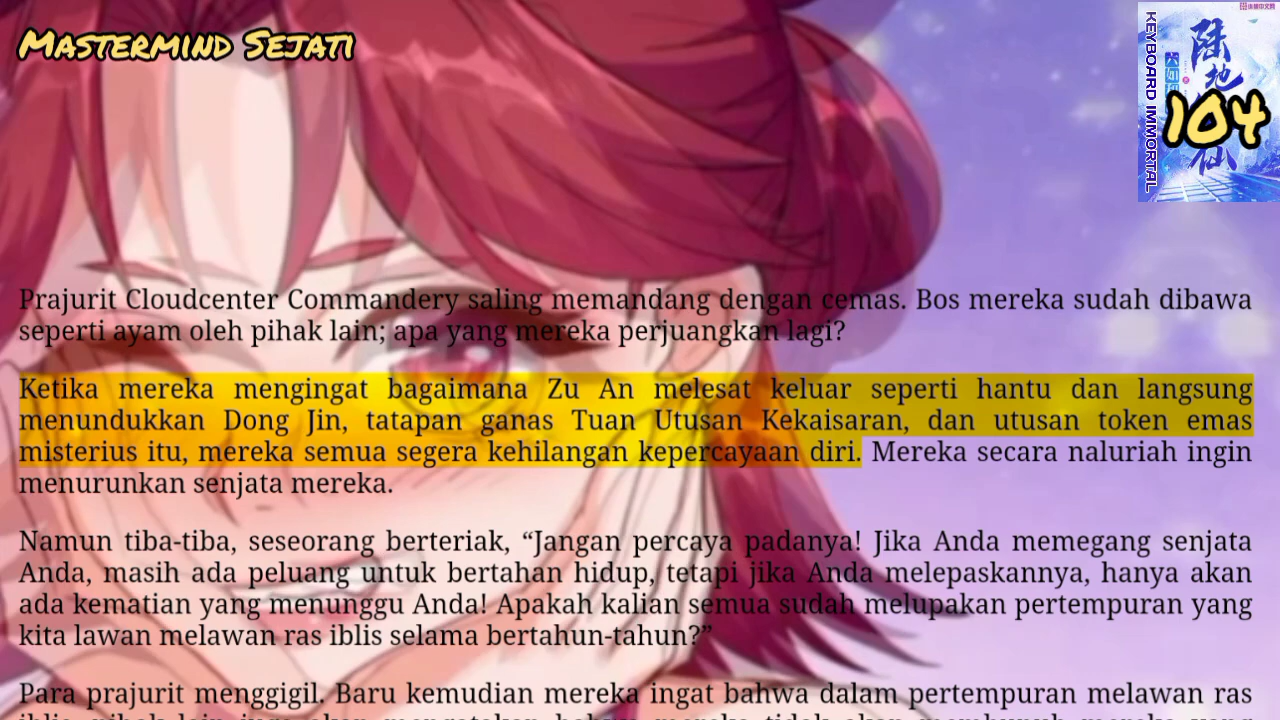 Mastermind Sejati
KEYBOARD IMMORTAL
104
Prajurit Cloudcenter Commandery saling memandang dengan cemas. Bos mereka sudah dibawa
seperti ayam oleh pihak lain; apa yang mereka perjuangkan lagi?
Ketika mereka mengingat bagaimana Zu An melesat keluar seperti hantu dan langsung
menundukkan Dong Jin, tatapan ganas Tuan Utusan Kekaisaran, dan utusan token emas
misterius itu, mereka semua segera kehilangan kepercayaan diri. Mereka secara naluriah ingin
menurunkan senjata mereka.
Namun tiba-tiba, seseorang berteriak, “Jangan percaya padanya! Jika Anda memegang senjata
Anda, masih ada peluang untuk bertahan hidup, tetapi jika Anda melepaskannya, hanya akan
ada kematian yang menunggu Anda! Apakah kalian semua sudah melupakan pertempuran yang
kita lawan melawan ras iblis selama bertahun-tahun?”
Para prajurit menggigil. Baru kemudian mereka ingat bahwa dalam pertempuran melawan ras